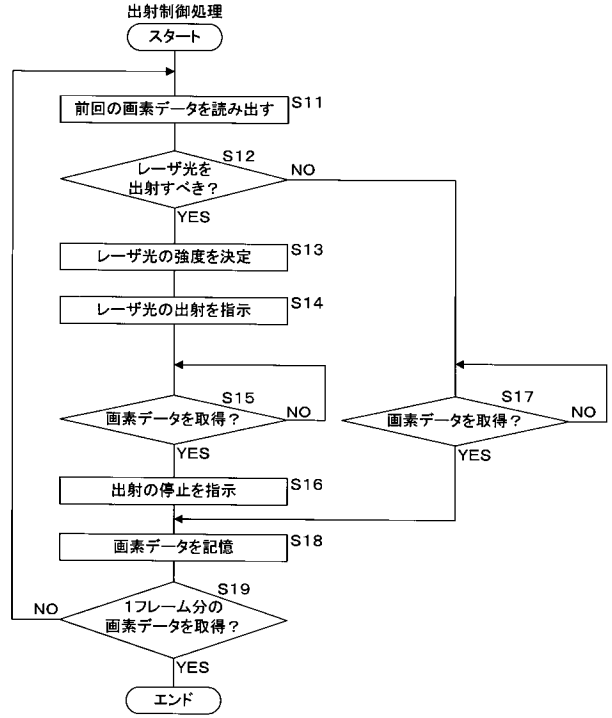 出射制御処理
スタート
前回の画素データを読み出す
S11
S12
レーザ光を
出射すべき?
NO
YES
レーザ光の強度を決定
S13
レーザ光の出射を指示
S14
S15
画素データを取得?
NO
YES
S17
画素データを取得?
NO
YES
出射の停止を指示
S16
画素データを記憶
S18
S19
1フレーム分の
画素データを取得?
NO
YES
エンド